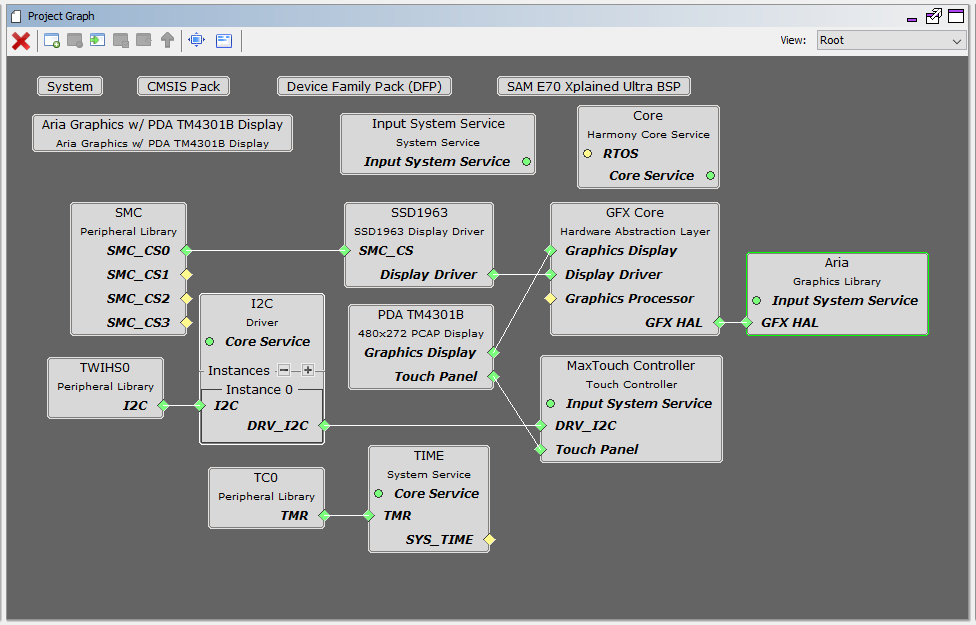 Project Graph
View: Root
System
CMSIS Pack
Device Family Pack (DFP)
SAM E70 Xplained Ultra BSP
Aria Graphics w/ PDA TM4301B Display
Aria Graphics w/ PDA TM4301B Display
Input System Service
System Service
Input System Service
Core
Harmony Core Service
RTOS
Core Service
SMC
Peripheral Library
SMC_CS0
SMC_CS1
SMC_CS2
SMC_CS3
SSD1963
SSD1963 Display Driver
SMC_CS
Display Driver
GFX Core
Hardware Abstraction Layer
Graphics Display
Display Driver
Graphics Processor
GFX HAL
Aria
Graphics Library
Input System Service
GFX HAL
I2C
Driver
Core Service
Instances
Instance 0
I2C
DRV_I2C
PDA TM4301B
480x272 PCAP Display
Graphics Display
Touch Panel
TWIHS0
Peripheral Library
I2C
MaxTouch Controller
Touch Controller
Input System Service
DRV_I2C
Touch Panel
TC0
Peripheral Library
TMR
TIME
System Service
Core Service
TMR
SYS_TIME